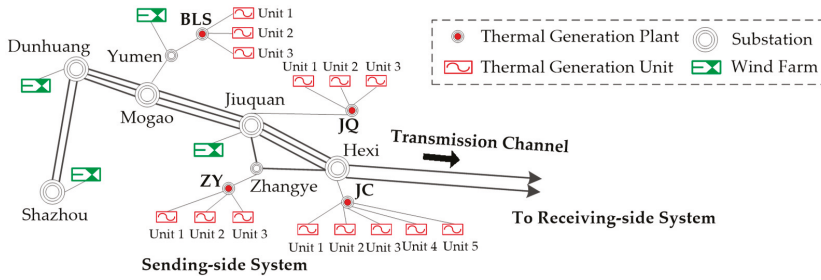 BLS
Unit 1
Unit 2
Unit 3
Dunhuang
Yumen
Thermal Generation Plant
Substation
Thermal Generation Unit
Wind Farm
Unit 1 Unit 2 Unit 3
Mogao
Jiuquan
JQ
Transmission Channel
Hexi
ZY
Zhangye
JC
Shazhou
Unit 1 Unit 2 Unit 3
Unit 1 Unit 2 Unit 3 Unit 4 Unit 5
To Receiving-side System
Sending-side System